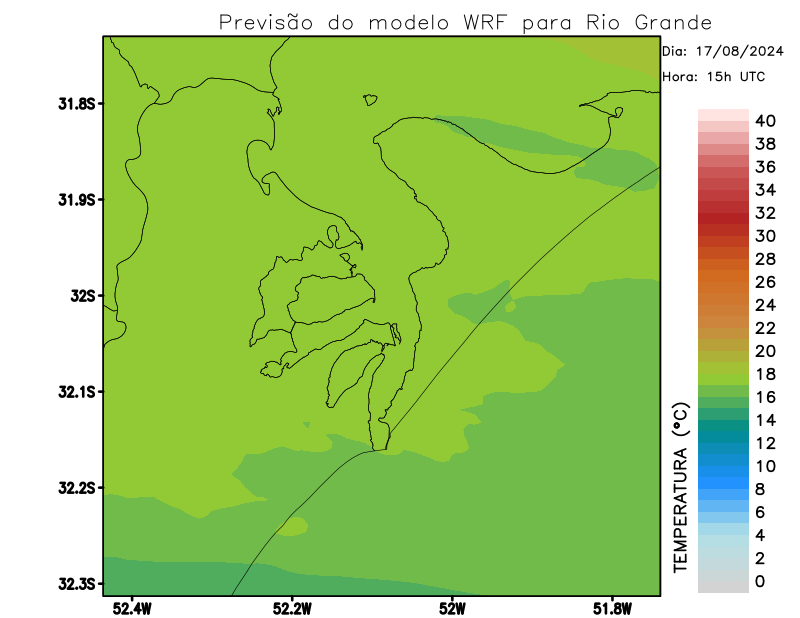 Previsão do modelo WRF para Rio Grande
Dia: 17/08/2024
Hora: 15h UTC
31.8S
31.9S
32S
32.1S
32.2S
32.3S
52.4W
52.2W
52W
51.8W
TEMPERATURA (°C)
40
38
36
34
32
30
28
26
24
22
20
18
16
14
12
10
8
6
4
2
0